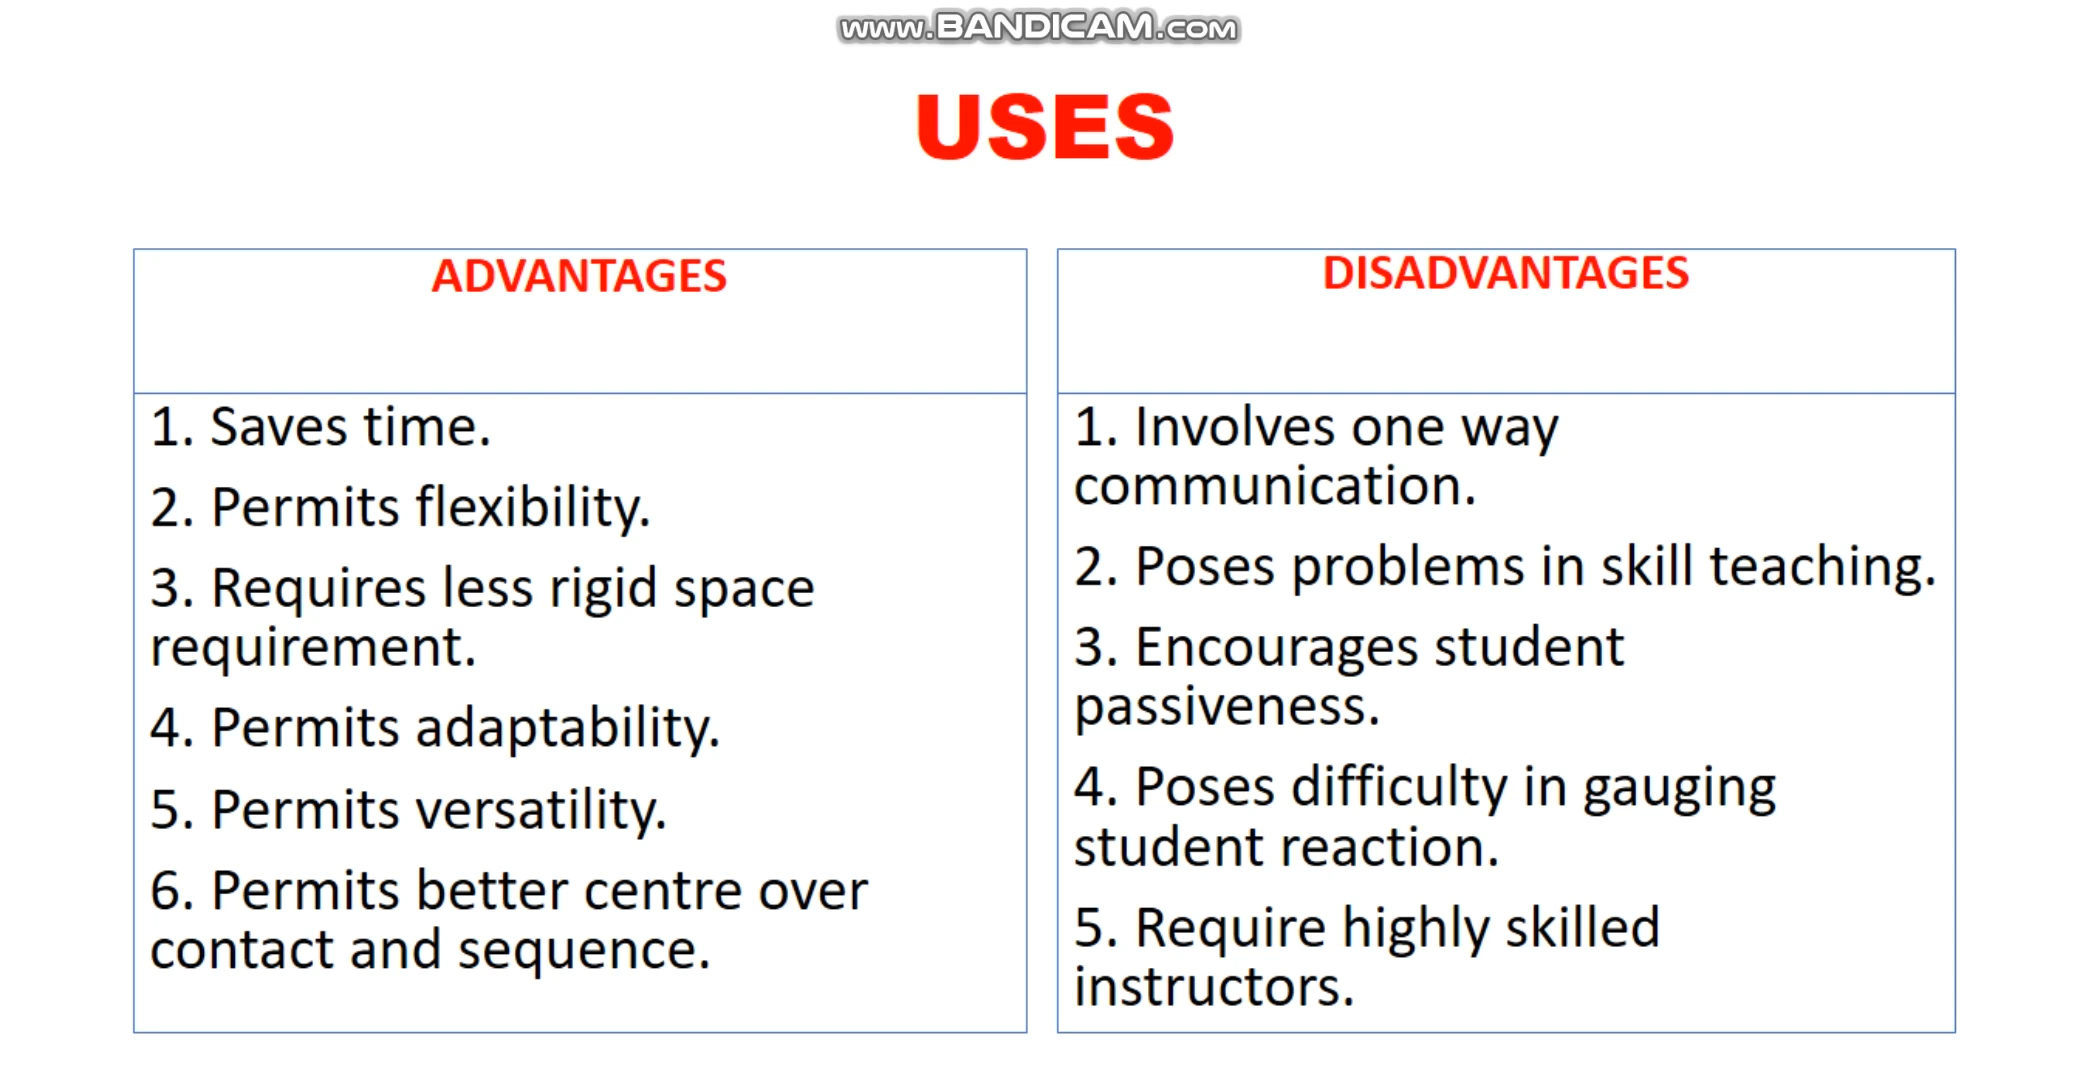 www.BANDICAM.com
USES
ADVANTAGES
1. Saves time.
2. Permits flexibility.
3. Requires less rigid space
requirement.
4. Permits adaptability.
5. Permits versatility.
6. Permits better centre over
contact and sequence.
DISADVANTAGES
1. Involves one way
communication.
2. Poses problems in skill teaching.
3. Encourages student
passiveness.
4. Poses difficulty in gauging
student reaction.
5. Require highly skilled
instructors.